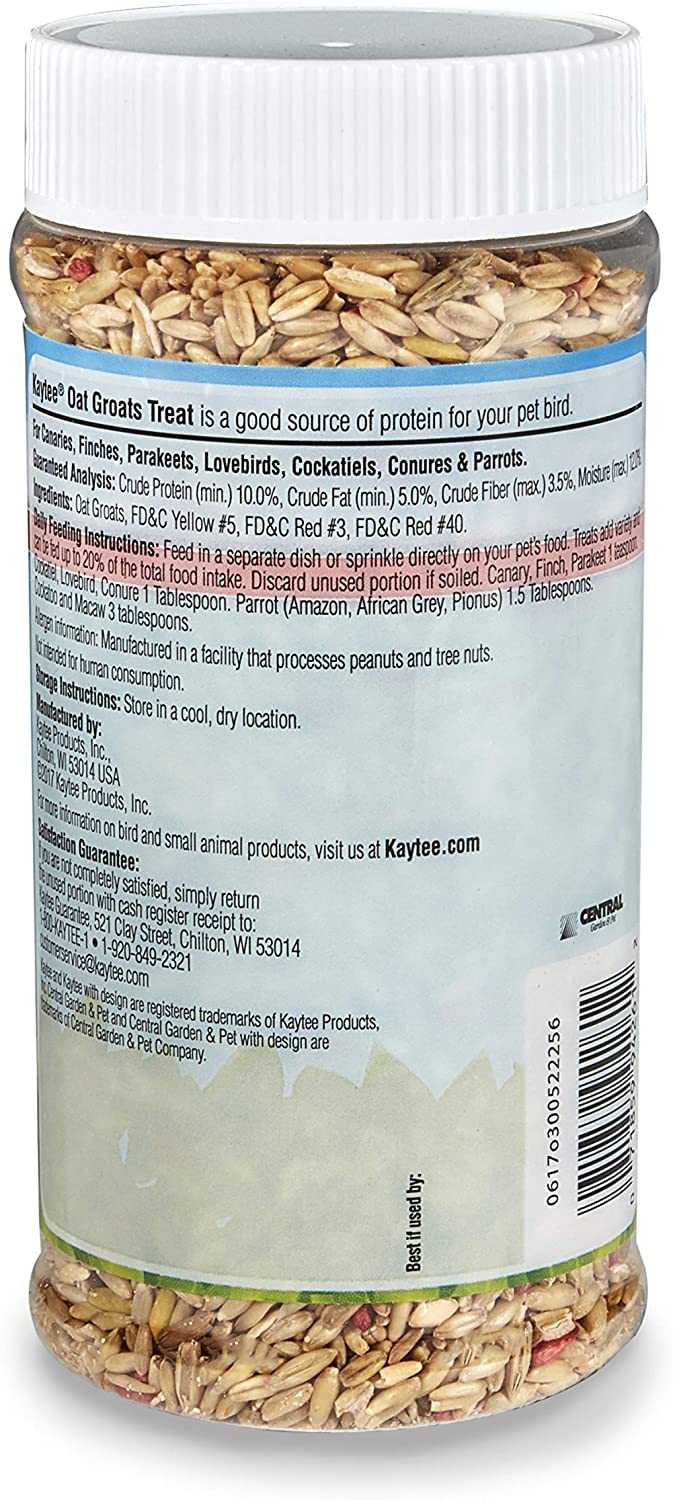 Kaytee® Oat Groats Treat is a good source of protein for your pet bird.
For Canaries, Finches, Parakeets, Lovebirds, Cockatiels, Conures & Parrots.
Guaranteed Analysis: Crude Protein (min.) 10.0%, Crude Fat (min.) 5.0%, Crude Fiber (max.) 3.5%, Moisture (max.) 12.0%
Ingredients: Oat Groats, FD&C Yellow #5, FD&C Red #3, FD&C Red #40.
Daily Feeding Instructions: Feed in a separate dish or sprinkle directly on your pet's food. Treats add variety and
can be fed up to 20% of the total food intake. Discard unused portion if soiled. Canary, Finch, Parakeet 1 teaspoon.
Cockatiel, Lovebird, Conure 1 Tablespoon. Parrot (Amazon, African Grey, Pionus) 1.5 Tablespoons.
Cockatoo and Macaw 3 tablespoons.
Allergen information: Manufactured in a facility that processes peanuts and tree nuts.
Not intended for human consumption.
Storage Instructions: Store in a cool, dry location.
Manufactured by:
Kaytee Products, Inc.,
Chilton, WI 53014 USA
©2017 Kaytee Products, Inc.
For more information on bird and small animal products, visit us at Kaytee.com
Satisfaction Guarantee:
If you are not completely satisfied, simply return
the unused portion with cash register receipt to:
Kaytee Guarantee, 521 Clay Street, Chilton, WI 53014
1-800-KAYTEE-1 • 1-920-849-2321
customerservice@kaytee.com
Kaytee and Kaytee with design are registered trademarks of Kaytee Products,
Inc. Central Garden & Pet and Central Garden & Pet with design are
trademarks of Central Garden & Pet Company.
CENTRAL
Garden & Pet
0617o300522256
Best if used by: